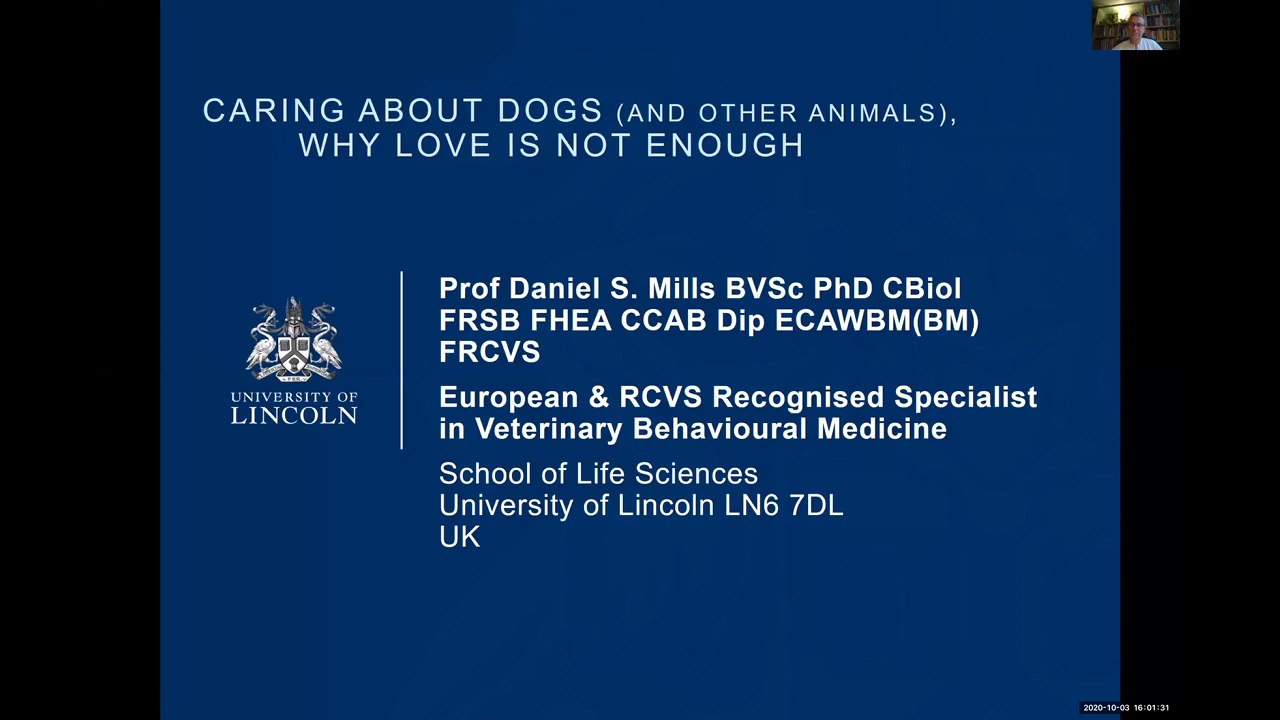 CARING ABOUT DOGS (AND OTHER ANIMALS),
WHY LOVE IS NOT ENOUGH
UNIVERSITY OF
LINCOLN
Prof Daniel S. Mills BVSc PhD CBiol
FRSB FHEA CCAB Dip ECAWBM(BM)
FRCVS
European & RCVS Recognised Specialist
in Veterinary Behavioural Medicine
School of Life Sciences
University of Lincoln LN6 7DL
UK
2020-10-03 16:01:31